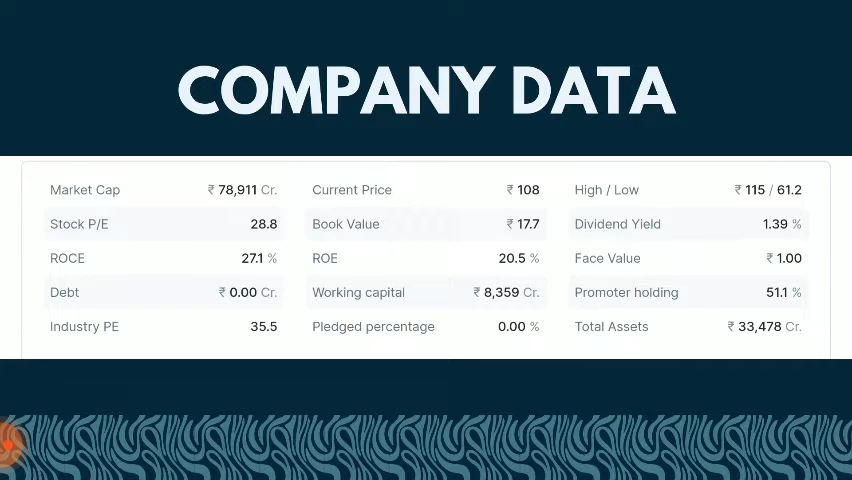 COMPANY DATA
Market Cap ₹ 78,911 Cr. Current Price ₹ 108 High / Low ₹ 115 / 61.2
Stock P/E 28.8 Book Value ₹ 17.7 Dividend Yield 1.39 %
ROCE 27.1 % ROE 20.5 % Face Value ₹ 1.00
Debt ₹ 0.00 Cr. Working capital ₹ 8,359 Cr. Promoter holding 51.1 %
Industry PE 35.5 Pledged percentage 0.00 % Total Assets ₹ 33,478 Cr.